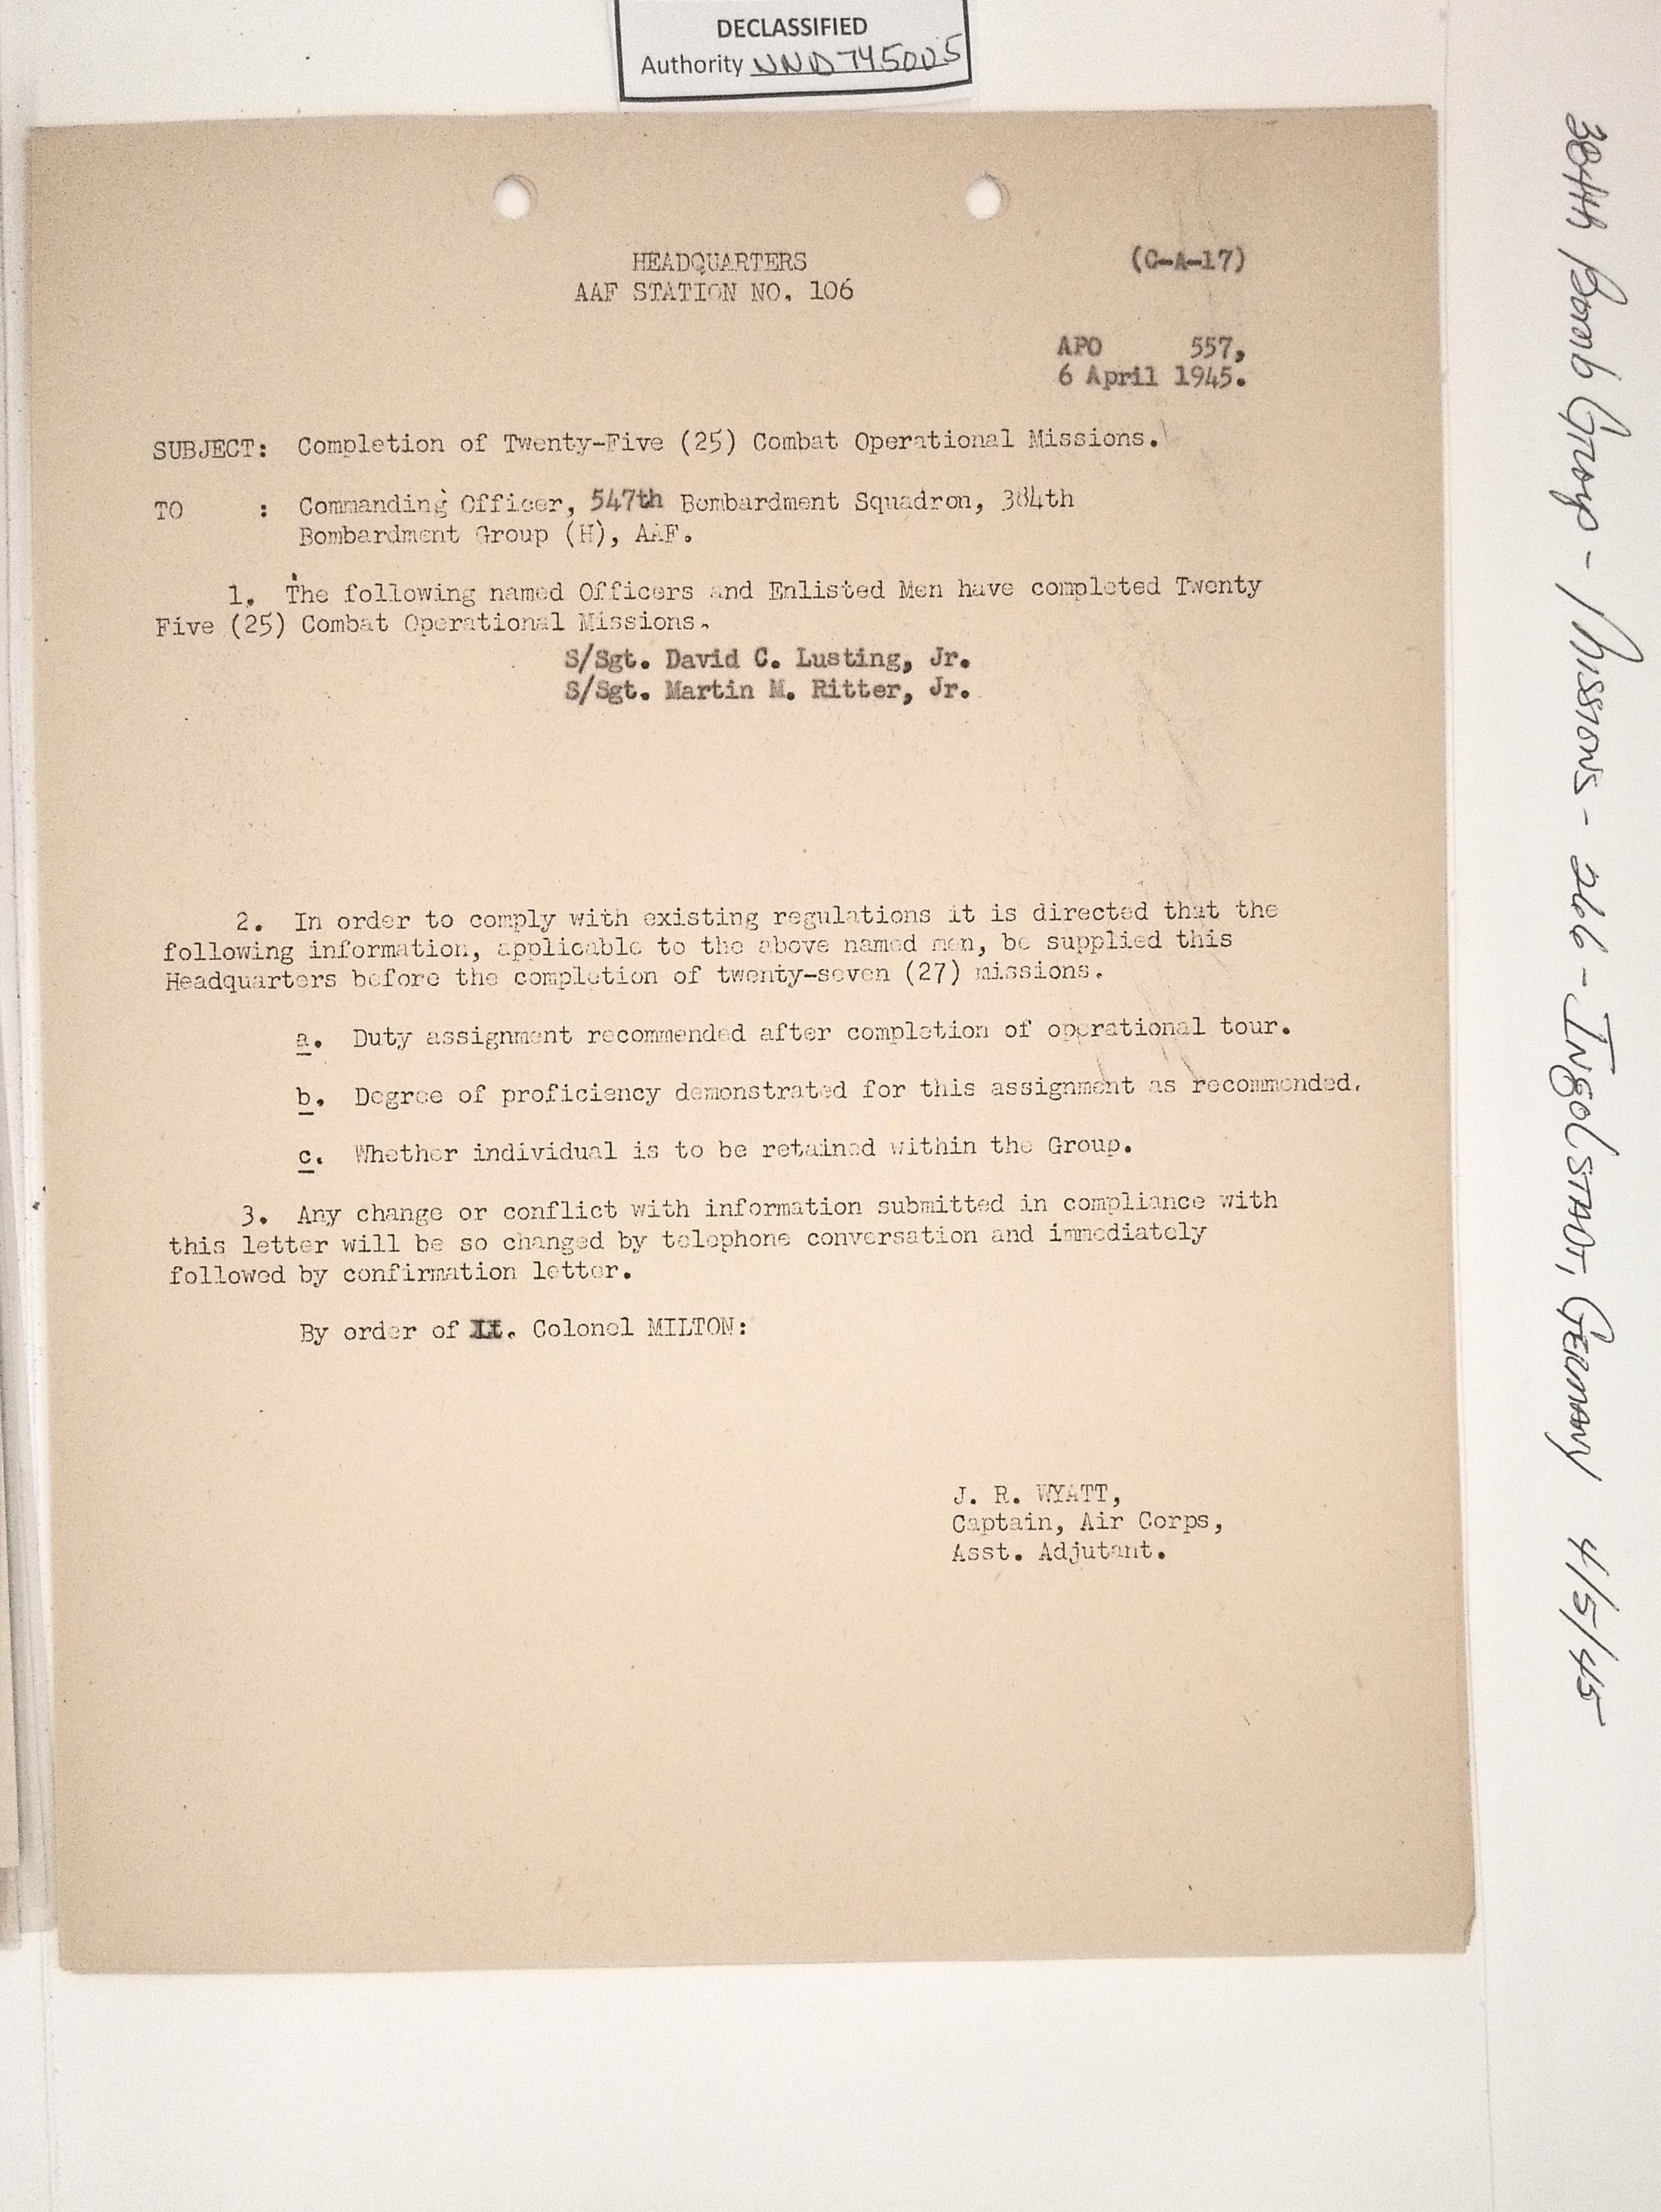 DECLASSIFIED
Authority NND 745005
HEADQUARTERS
AAF STATION NO. 106
(C-A-17)
APO 557,
6 April 1945.
SUBJECT: Completion of Twenty-Five (25) Combat Operational Missions.
TO : Commanding Officer, 547th Bombardment Squadron, 384th
Bombardment Group (H), AAF.
1. The following named Officers and Enlisted Men have completed Twenty
Five (25) Combat Operational Missions.
S/Sgt. David C. Lusting, Jr.
S/Sgt. Martin M. Ritter, Jr.
2. In order to comply with existing regulations it is directed that the
following information, applicable to the above named men, be supplied this
Headquarters before the completion of twenty-seven (27) missions.
a. Duty assignment recommended after completion of operational tour.
b. Degree of proficiency demonstrated for this assignment as recommended.
c. Whether individual is to be retained within the Group.
3. Any change or conflict with information submitted in compliance with
this letter will be so changed by telephone conversation and immediately
followed by confirmation letter.
By order of Lt. Colonel MILTON:
J. R. WYATT,
Captain, Air Corps,
Asst. Adjutant.
384th Bomb Group - Missions - 266 - Ingolstadt, Germany 4/5/45